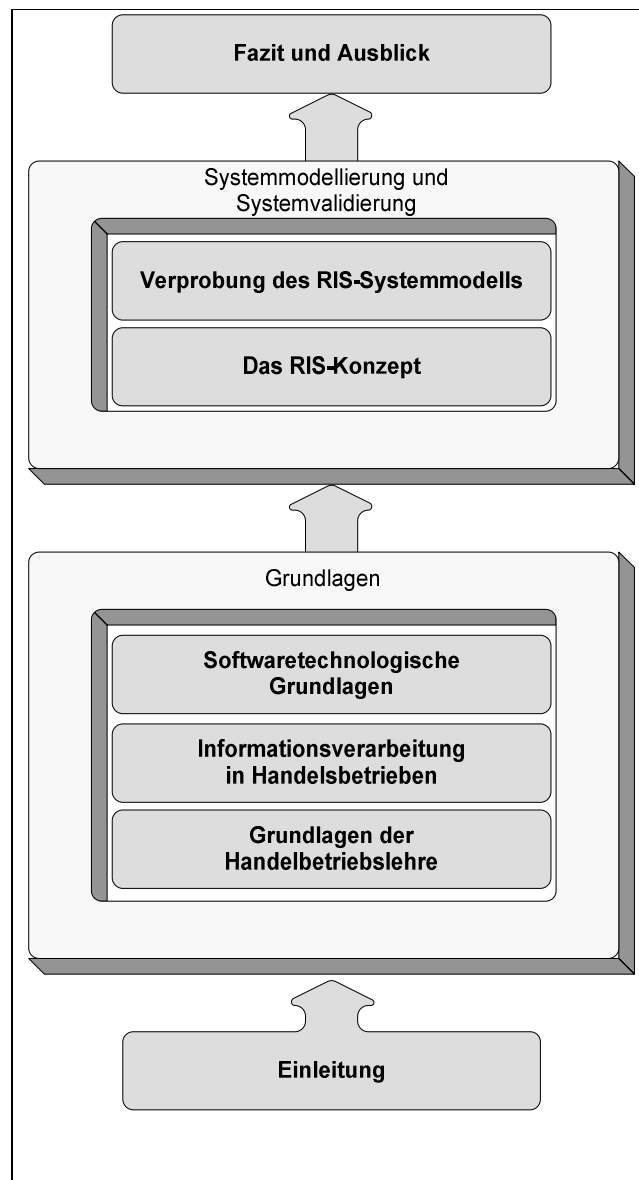 Fazit und Ausblick
Systemmodellierung und
Systemvalidierung
Verprobung des RIS-Systemmodells
Das RIS-Konzept
Grundlagen
Softwaretechnologische
Grundlagen
Informationsverarbeitung
in Handelsbetrieben
Grundlagen der
Handelbetriebslehre
Einleitung